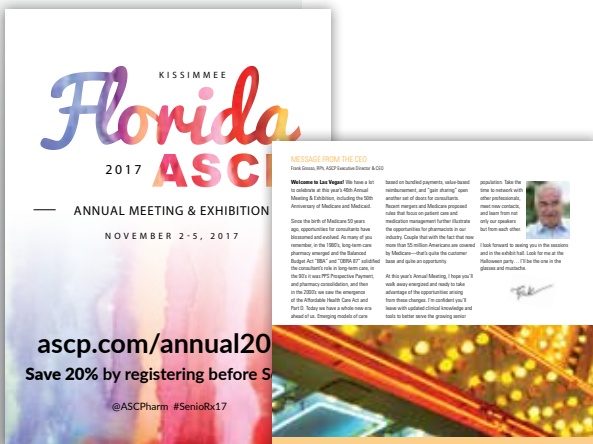 KISSIMMEE
Florida
2017 ASCP
ANNUAL MEETING & EXHIBITION
NOVEMBER 2-5, 2017
ascp.com/annual20
Save 20% by registering before S
@ASCPharm #SenioRx17
MESSAGE FROM THE CEO
Frank Grosso, RPh, ASCP Executive Director & CEO
Welcome to Las Vegas! We have a lot
to celebrate at this year's 46th Annual
Meeting & Exhibition, including the 50th
Anniversary of Medicare and Medicaid.
Since the birth of Medicare 50 years
ago, opportunities for consultants have
blossomed and evolved. As many of you
remember, in the 1980's, long-term care
pharmacy emerged and the Balanced
Budget Act "BBA" and "OBRA 87" solidified
the consultant's role in long-term care, in
the 90's it was PPS Prospective Payment,
and pharmacy consolidation, and then
in the 2000's we saw the emergence
of the Affordable Health Care Act and
Part D. Today we have a whole new era
ahead of us. Emerging models of care
based on bundled payments, value-based
reimbursement, and "gain sharing" open
another set of doors for consultants.
Recent mergers and Medicare proposed
rules that focus on patient care and
medication management further illustrate
the opportunities for pharmacists in our
industry. Couple that with the fact that now
more than 55 million Americans are covered
by Medicare—that's quite the customer
base and quite an opportunity.
At this year's Annual Meeting, I hope you'll
walk away energized and ready to take
advantage of the opportunities arising
from these changes. I'm confident you'll
leave with updated clinical knowledge and
tools to better serve the growing senior
population. Take the
time to network with
other professionals,
meet new contacts,
and learn from not
only our speakers
but from each other.
I look forward to seeing you in the sessions
and in the exhibit hall. Look for me at the
Halloween party. . . I'll be the one in the
glasses and mustache.
Frank